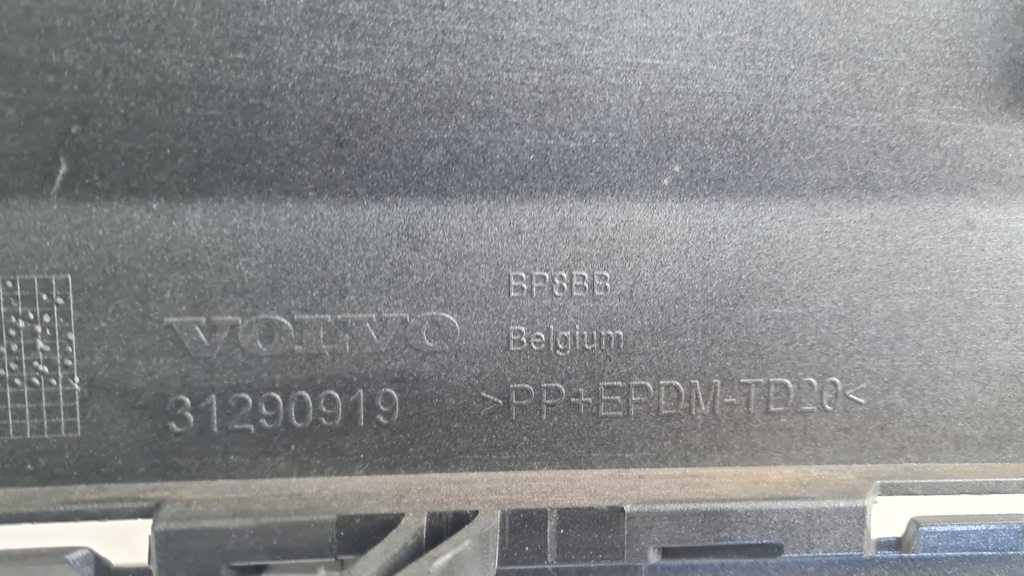 VOLVO
31290919
BP8BB
Belgium
>PP+EPDM-TD20<